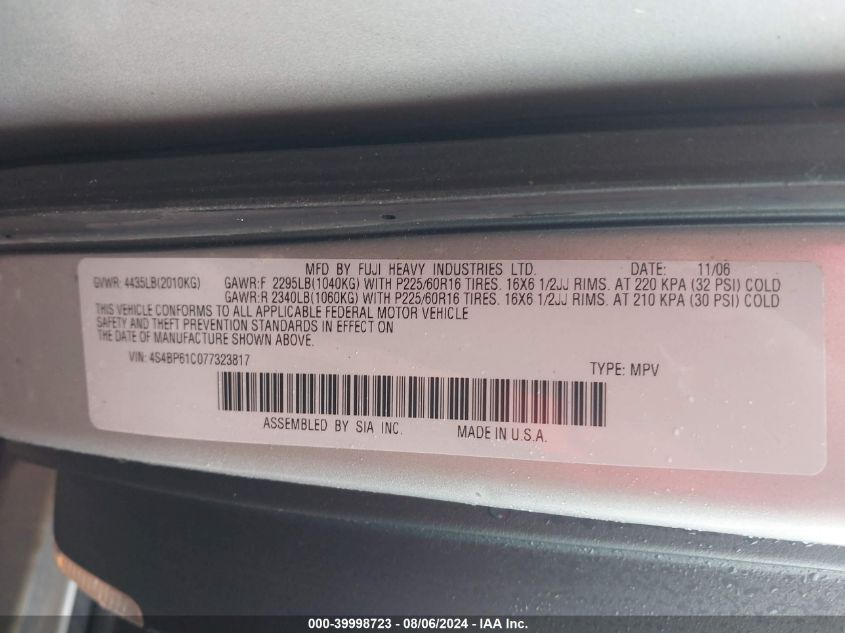 MFD BY FUJI HEAVY INDUSTRIES LTD. DATE: 11/06
GVWR: 4435LB(2010KG) GAWR:F 2295LB(1040KG) WITH P225/60R16 TIRES. 16X6 1/2JJ RIMS. AT 220 KPA (32 PSI) COLD
GAWR:R 2340LB(1060KG) WITH P225/60R16 TIRES. 16X6 1/2JJ RIMS. AT 210 KPA (30 PSI) COLD
THIS VEHICLE CONFORMS TO ALL APPLICABLE FEDERAL MOTOR VEHICLE
SAFETY AND THEFT PREVENTION STANDARDS IN EFFECT ON
THE DATE OF MANUFACTURE SHOWN ABOVE.
VIN: 4S4BP61C077323817 TYPE: MPV
ASSEMBLED BY SIA INC. MADE IN U.S.A.
000-39998723 - 08/06/2024 - IAA Inc.